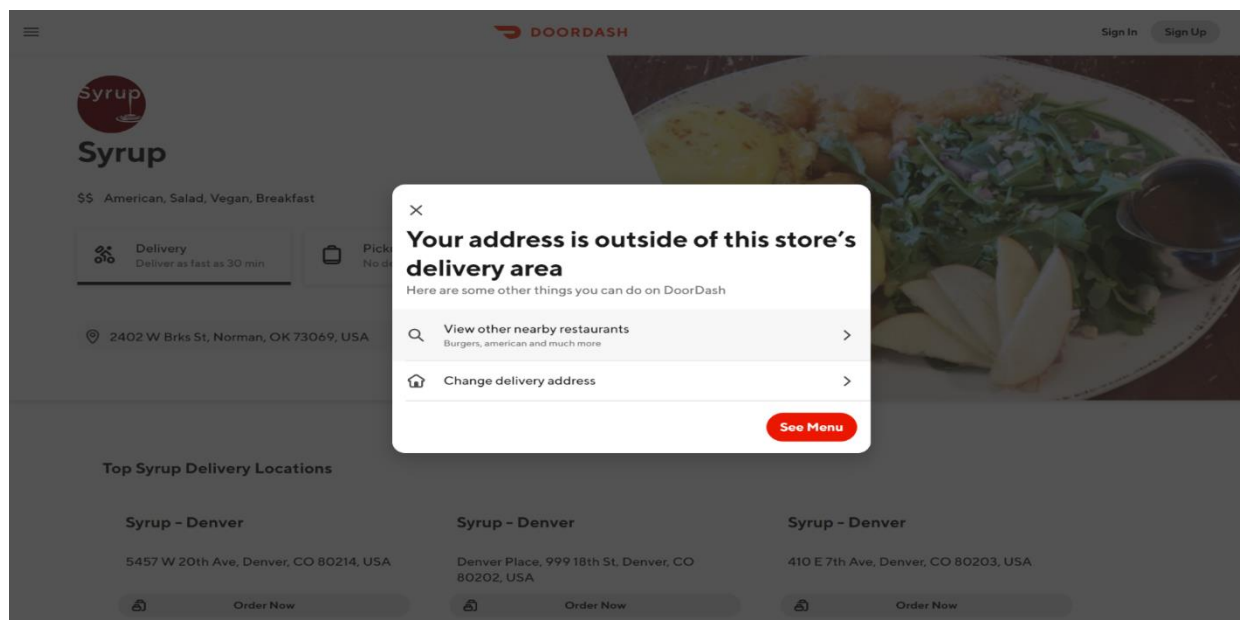 DOORDASH
Sign In
Sign Up
Syrup
Syrup
$$ American, Salad, Vegan, Breakfast
Delivery
Deliver as fast as 30 min
Pick
No de
2402 W Brks St, Norman, OK 73069, USA
Your address is outside of this store's
delivery area
Here are some other things you can do on DoorDash
View other nearby restaurants
Burgers, american and much more
Change delivery address
See Menu
Top Syrup Delivery Locations
Syrup - Denver
5457 W 20th Ave, Denver, CO 80214, USA
Order Now
Syrup - Denver
Denver Place, 999 18th St, Denver, CO
80202, USA
Order Now
Syrup - Denver
410 E 7th Ave, Denver, CO 80203, USA
Order Now